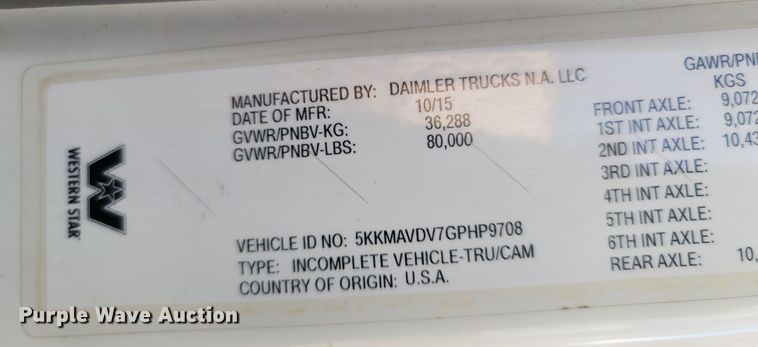 MANUFACTURED BY: DAIMLER TRUCKS N.A. LLC
DATE OF MFR: 10/15
GVWR/PNBV-KG: 36,288
GVWR/PNBV-LBS: 80,000
VEHICLE ID NO: 5KKMAVDV7GPHP9708
TYPE: INCOMPLETE VEHICLE-TRU/CAM
COUNTRY OF ORIGIN: U.S.A.
WESTERN STAR
GAWR/PN
KGS
FRONT AXLE: 9,072
1ST INT AXLE: 9,072
2ND INT AXLE: 10,43
3RD INT AXLE:
4TH INT AXLE:
5TH INT AXLE:
6TH INT AXLE:
REAR AXLE: 10,
Purple Wave Auction